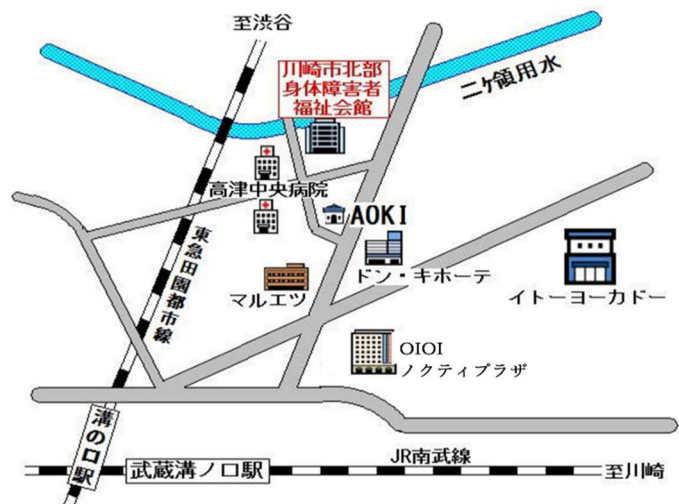 至渋谷
川崎市北部
身体障害者
福祉会館
二ケ領用水
高津中央病院
AOKI
東急田園都市線
ドン・キホーテ
マルエツ
イトーヨーカドー
OIOI
ノクティプラザ
溝のロ駅
JR南武線
武蔵溝ノ口駅
至川崎